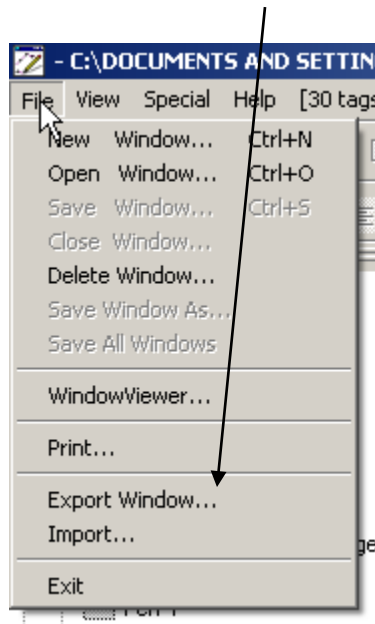 - C:\DOCUMENTS AND SETTIN
File View Special Help [30 tags
New Window... Ctrl+N
Open Window... Ctrl+O
Save Window... Ctrl+S
Close Window...
Delete Window...
Save Window As...
Save All Windows
WindowViewer...
Print...
Export Window...
Import...
Exit